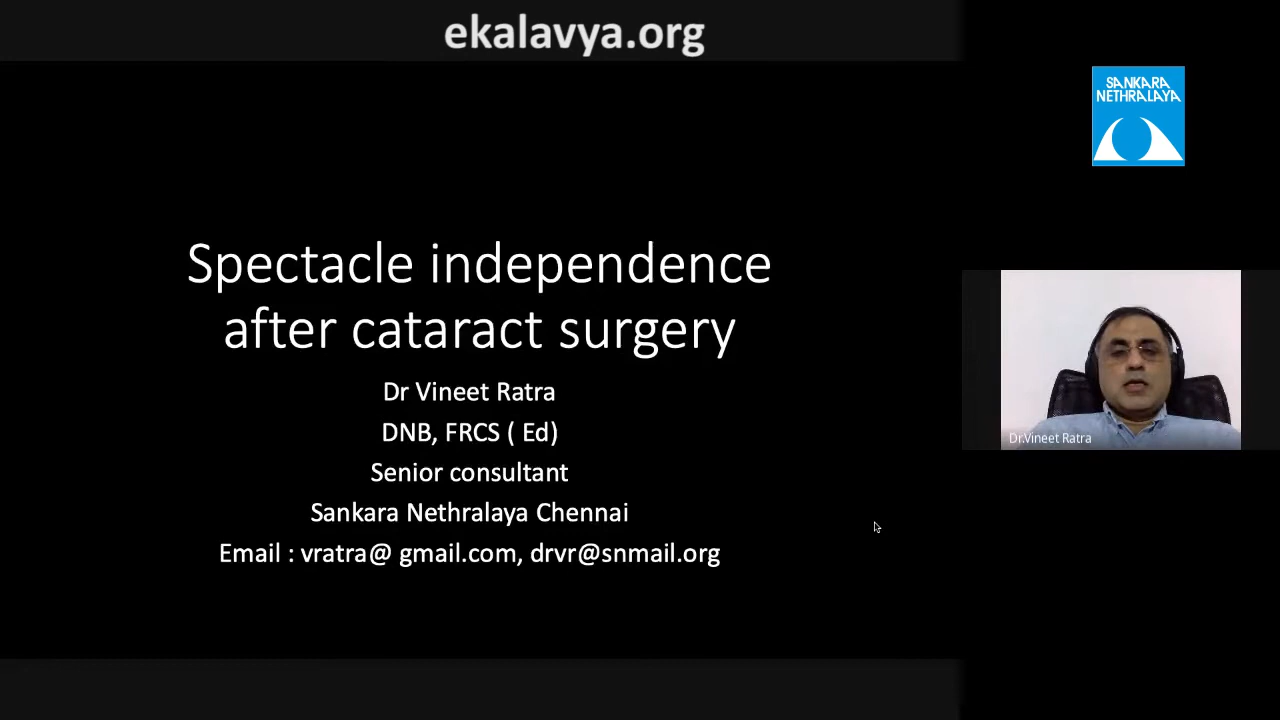 ekalavya.org
SANKARA
NETHRALAYA
Spectacle independence
after cataract surgery
Dr Vineet Ratra
DNB, FRCS ( Ed)
Senior consultant
Sankara Nethralaya Chennai
Email : vratra@ gmail.com, drvr@snmail.org
Dr.Vineet Ratra